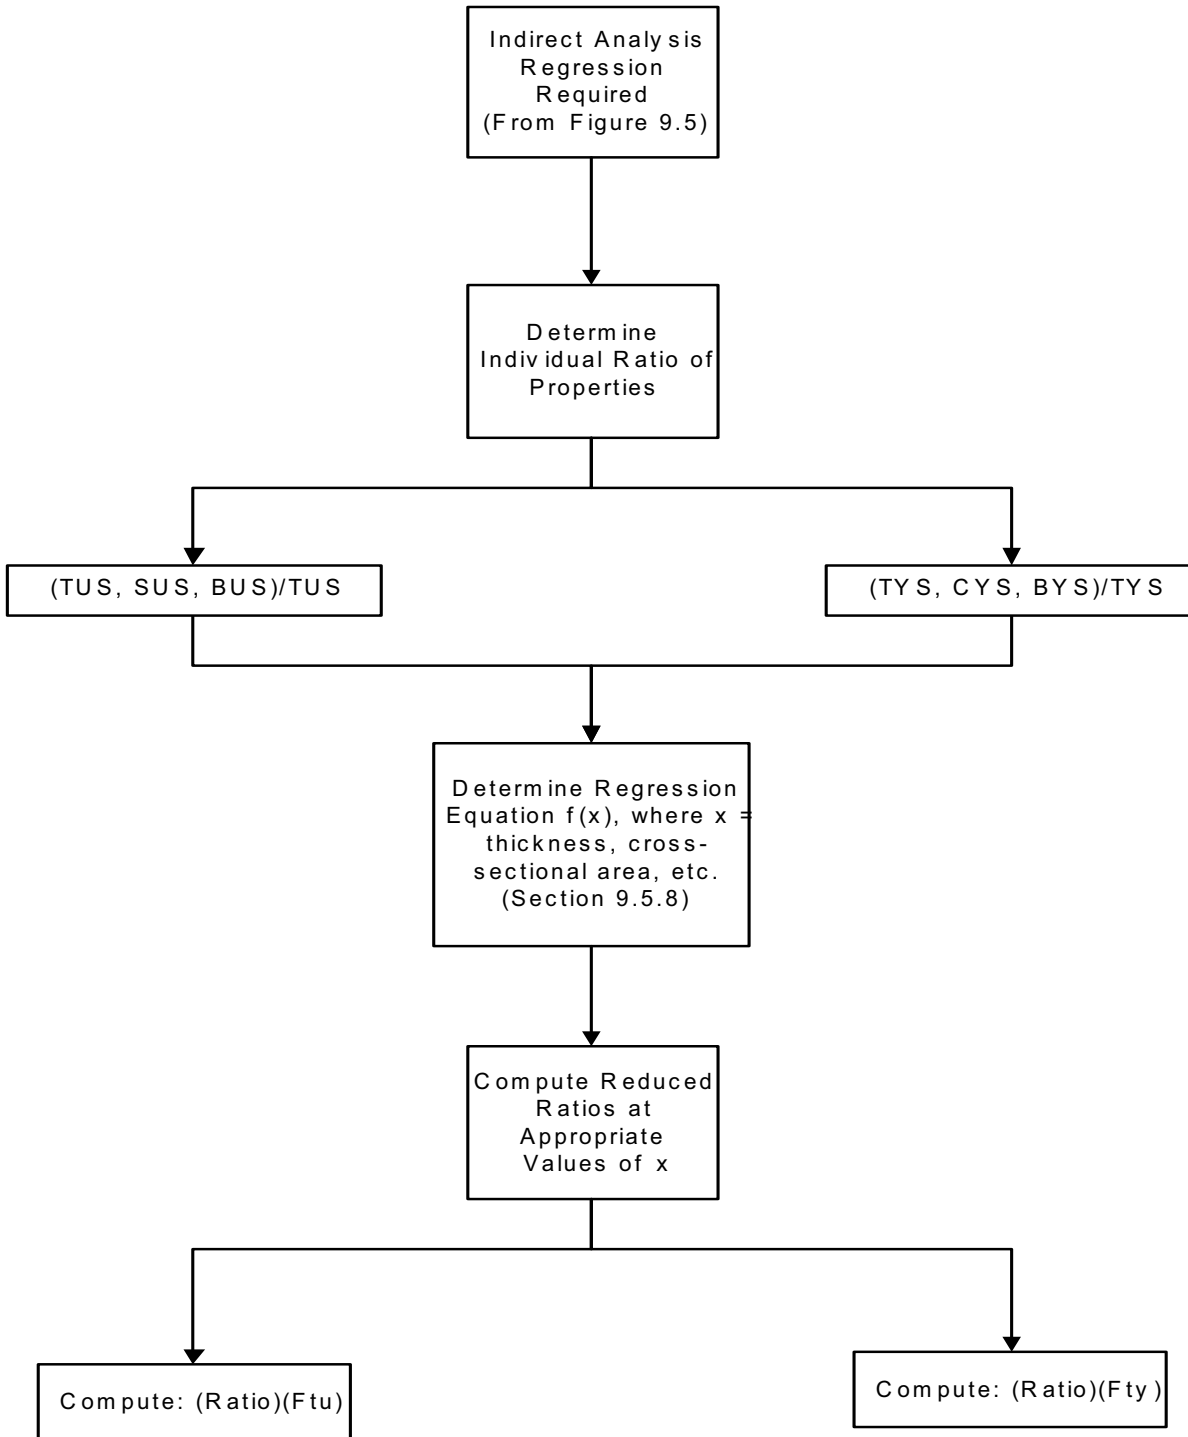 Indirect Analysis
Regression
Required
(From Figure 9.5)
Determine
Individual Ratio of
Properties
(TUS, SUS, BUS)/TUS
(TYS, CYS, BYS)/TYS
Determine Regression
Equation f(x), where x =
thickness, cross-
sectional area, etc.
(Section 9.5.8)
Compute Reduced
Ratios at
Appropriate
Values of x
Compute: (Ratio)(Ftu)
Compute: (Ratio)(Fty)